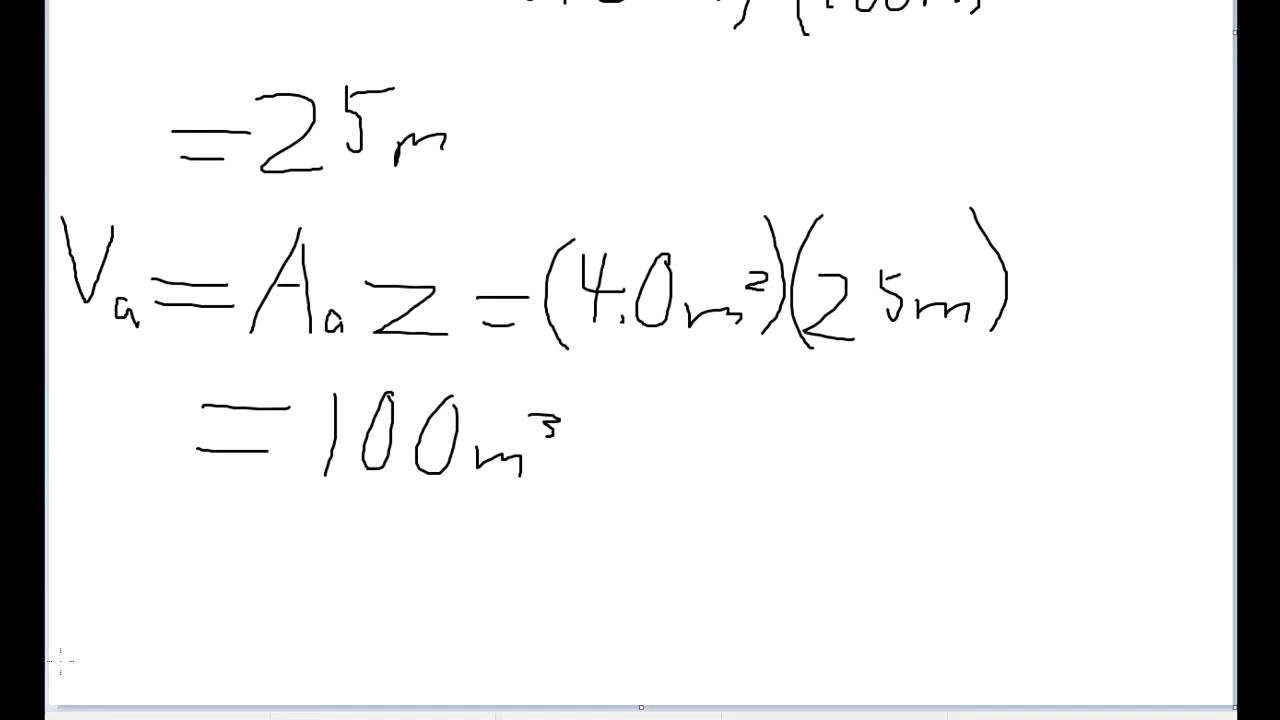 = 25m
Va = Aa z = (4.0m²)(25m)
= 100m³